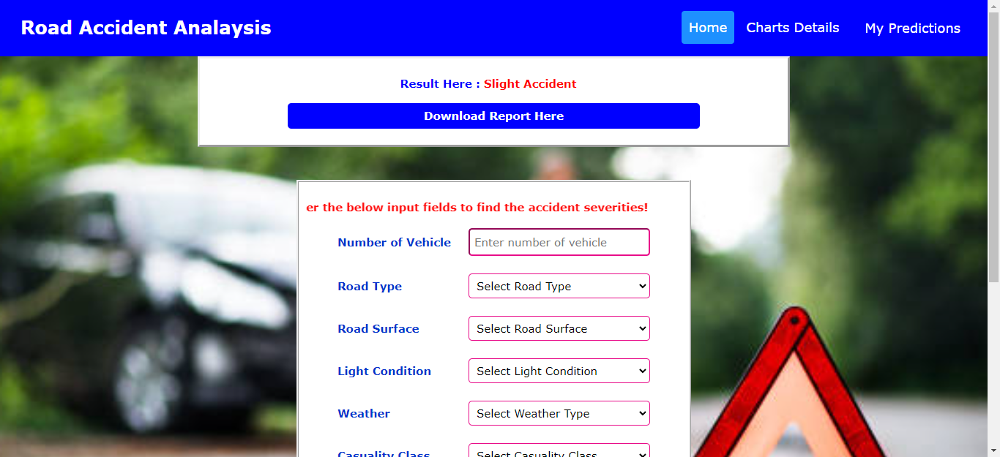 Road Accident Analaysis
Home
Charts Details
My Predictions
Result Here : Slight Accident
Download Report Here
er the below input fields to find the accident severities!
Number of Vehicle
Enter number of vehicle
Road Type
Select Road Type
Road Surface
Select Road Surface
Light Condition
Select Light Condition
Weather
Select Weather Type
Casuality Class
Select Casuality Class